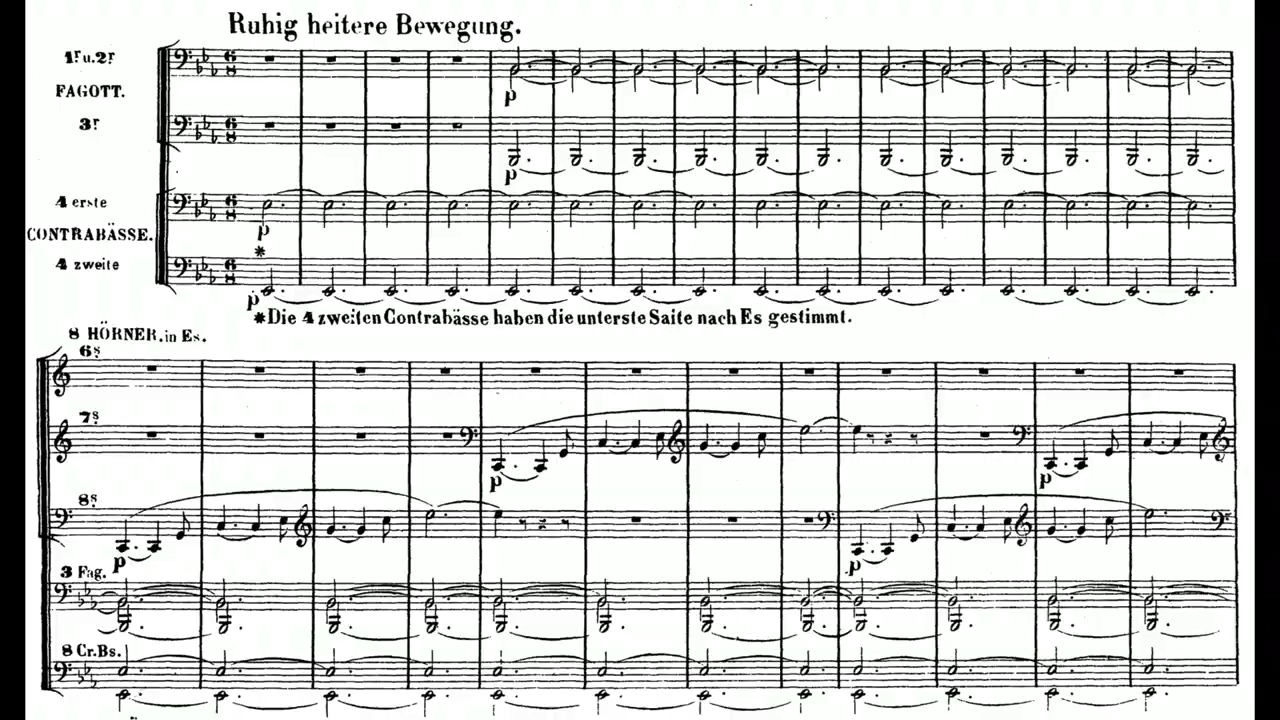 Ruhig heitere Bewegung.
1r u. 2r
FAGOTT.
3r
4 erste
CONTRABÄSSE.
4 zweite
p
p
p
p
*
*Die 4 zweiten Contrabässe haben die unterste Saite nach Es gestimmt.
8 HÖRNER. in Es.
6s
7s
p
p
8s
p
p
3 Fag.
8 Cr. Bs.